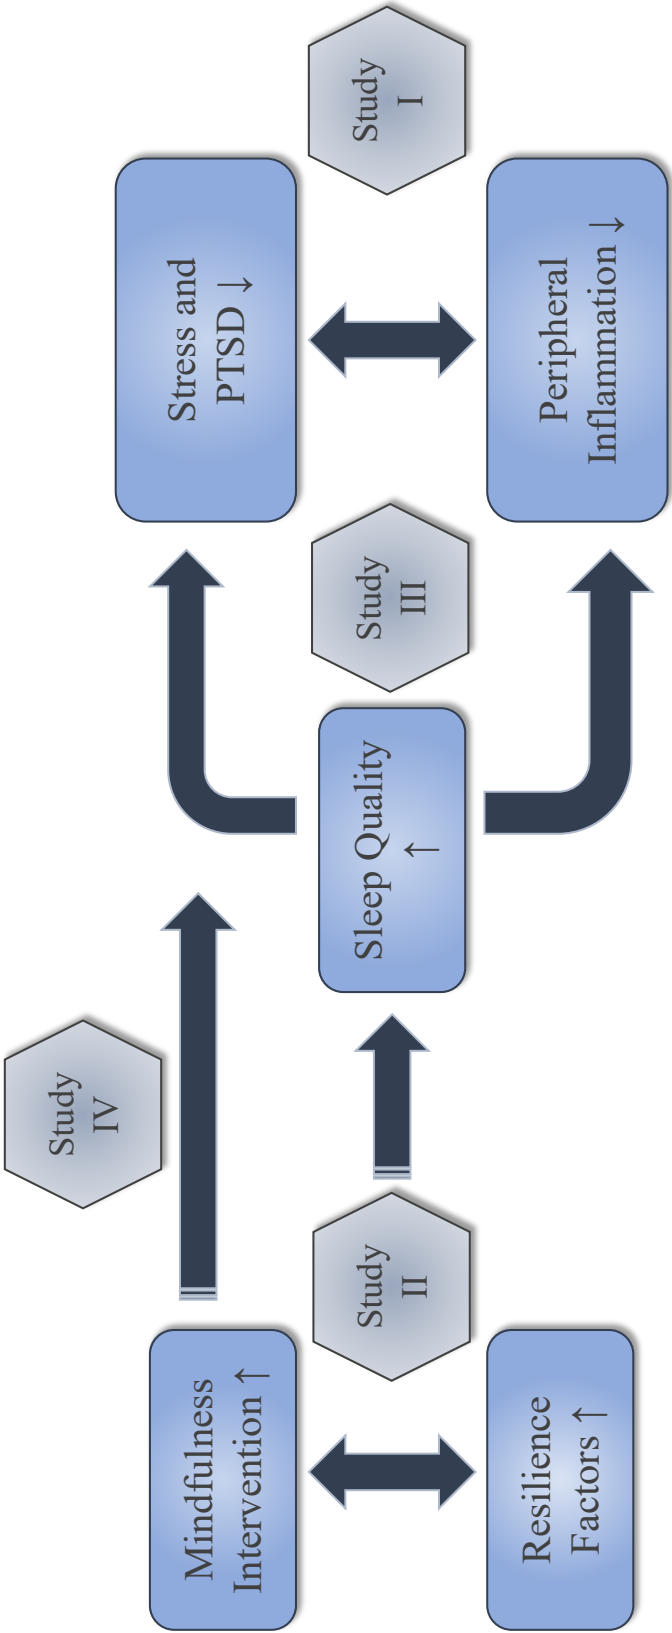 Study
IV
Mindfulness
Intervention ↑
Stress and
PTSD ↓
Study
II
Sleep Quality
↑
Study
III
Study
I
Resilience
Factors ↑
Peripheral
Inflammation ↓